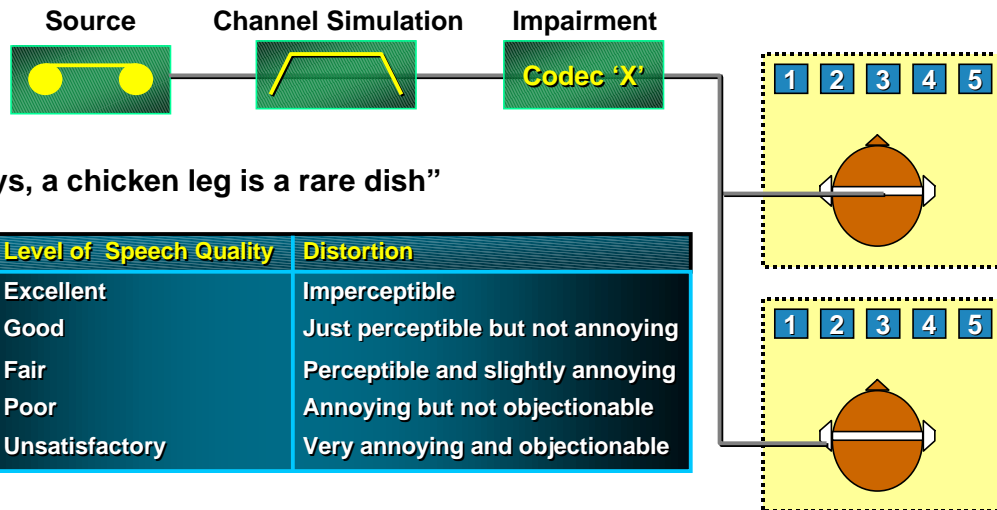 Source Channel Simulation Impairment
Codec ‘X’
1 2 3 4 5
ys, a chicken leg is a rare dish”
Level of Speech Quality Distortion
Excellent Imperceptible
Good Just perceptible but not annoying
Fair Perceptible and slightly annoying
Poor Annoying but not objectionable
Unsatisfactory Very annoying and objectionable
1 2 3 4 5